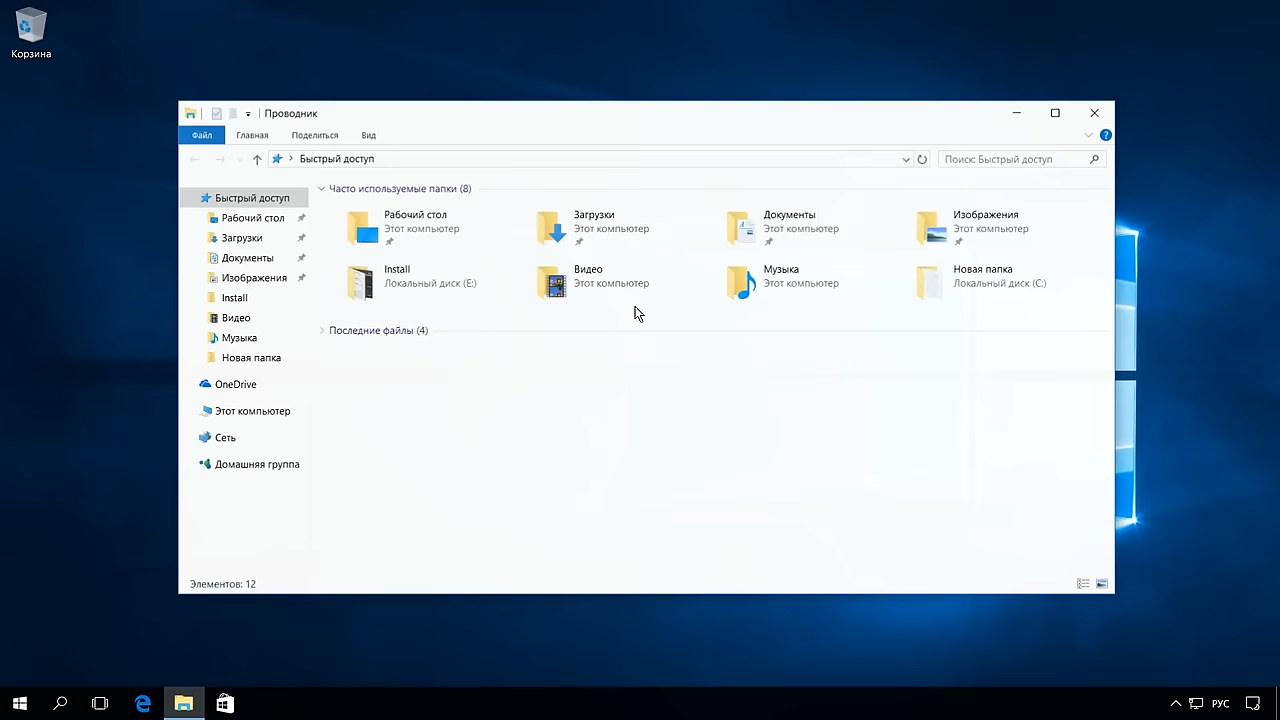 Корзина
Проводник
Файл Главная Поделиться Вид
Быстрый доступ
Поиск: Быстрый доступ
Быстрый доступ
Рабочий стол
Загрузки
Документы
Изображения
Install
Видео
Музыка
Новая папка
OneDrive
Этот компьютер
Сеть
Домашняя группа
Часто используемые папки (8)
Рабочий стол
Этот компьютер
Загрузки
Этот компьютер
Документы
Этот компьютер
Изображения
Этот компьютер
Install
Локальный диск (E:)
Видео
Этот компьютер
Музыка
Этот компьютер
Новая папка
Локальный диск (C:)
Последние файлы (4)
Элементов: 12
РУС